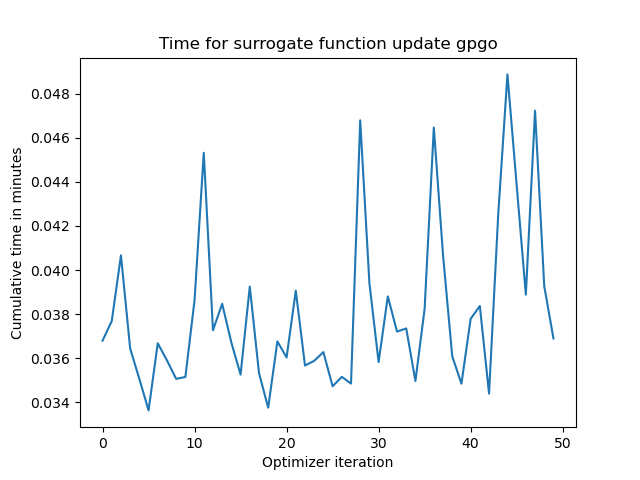 Time for surrogate function update gpgo
Cumulative time in minutes
0.048
0.046
0.044
0.042
0.040
0.038
0.036
0.034
0 10 20 30 40 50
Optimizer iteration